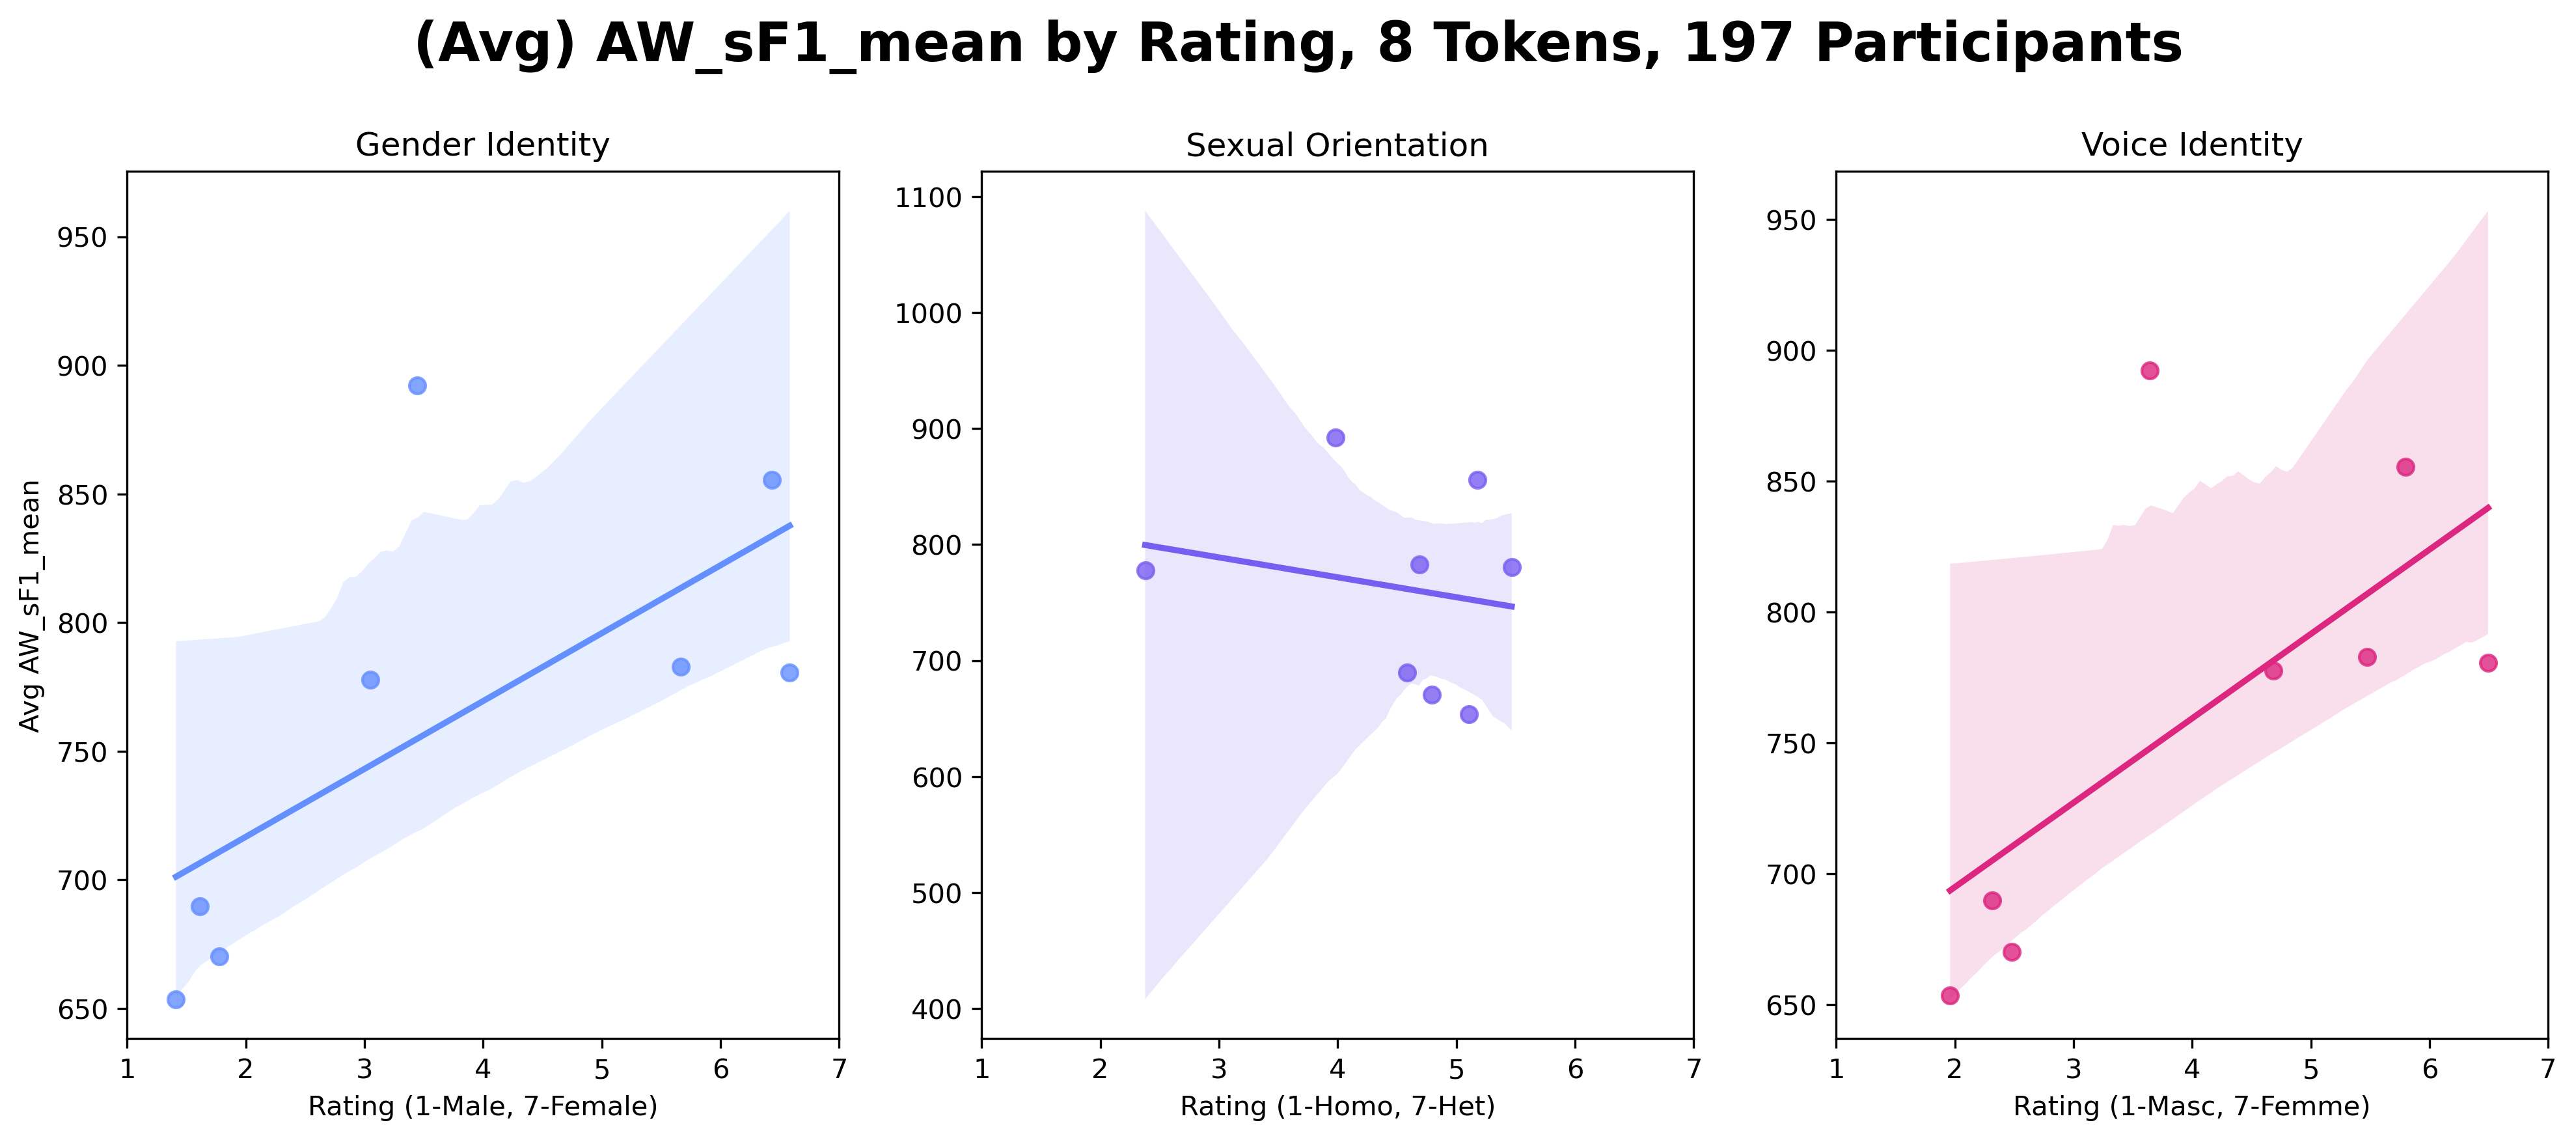 (Avg) AW_sF1_mean by Rating, 8 Tokens, 197 Participants
Gender Identity
Avg AW_sF1_mean
950
900
850
800
750
700
650
1 2 3 4 5 6 7
Rating (1-Male, 7-Female)
Sexual Orientation
1100
1000
900
800
700
600
500
400
1 2 3 4 5 6 7
Rating (1-Homo, 7-Het)
Voice Identity
950
900
850
800
750
700
650
1 2 3 4 5 6 7
Rating (1-Masc, 7-Femme)